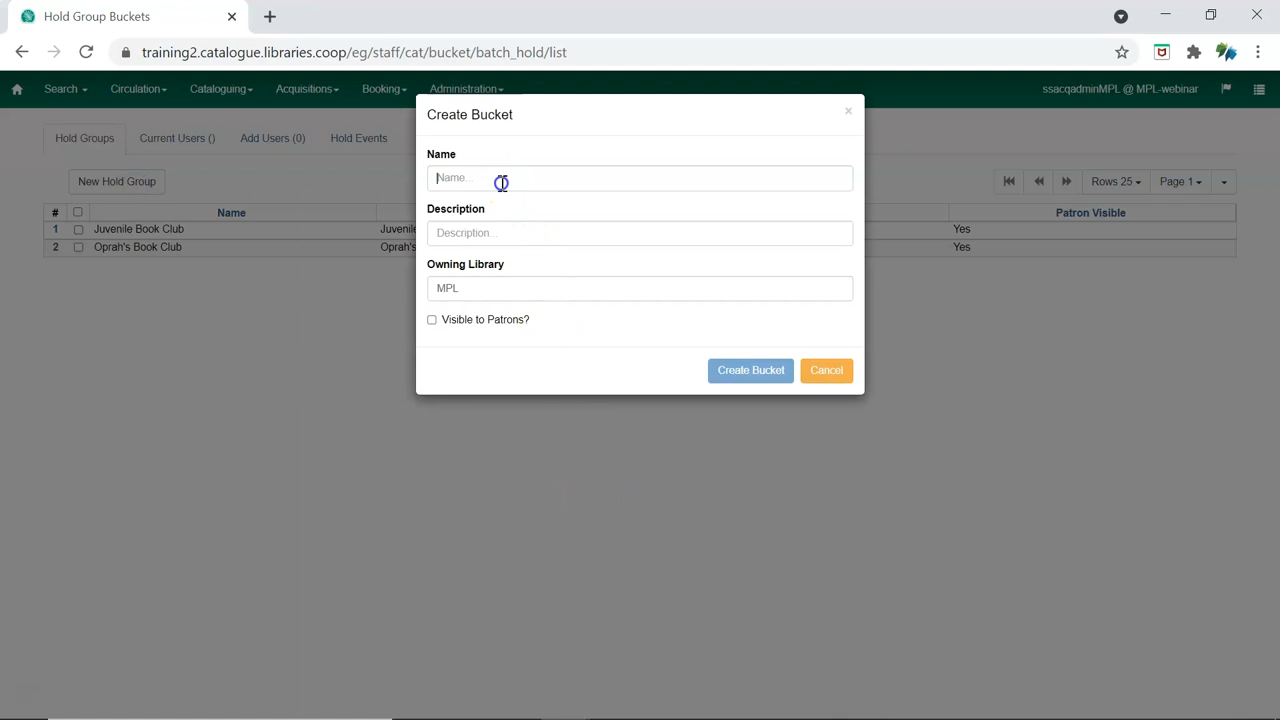 Hold Group Buckets
training2.catalogue.libraries.coop/eg/staff/cat/bucket/batch_hold/list
Search Circulation Cataloguing Acquisitions Booking Administration ssacqadminMPL @ MPL-webinar
Create Bucket ×
Hold Groups Current Users () Add Users (0) Hold Events
Name
Name...
New Hold Group Rows 25 Page 1
Description
# Name Patron Visible
1 Juvenile Book Club Juvenile Yes
Description...
2 Oprah's Book Club Oprah's Yes
Owning Library
MPL
Visible to Patrons?
Create Bucket Cancel